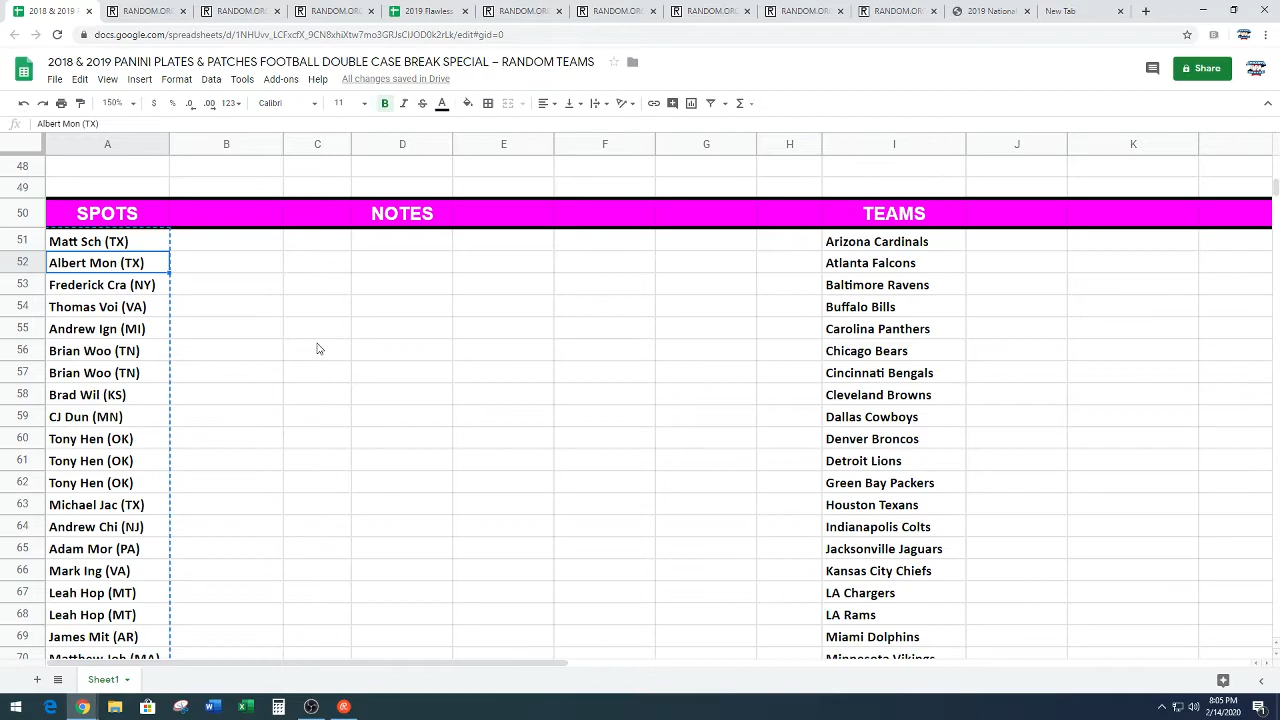 2018 & 2019 RANDOM.OR RANDOM.OR RANDOM.OR 2019 Flawless RANDOM.OR RANDOM.OR RANDOM.OR RANDOM.OR RANDOM.OR 2019 National New Tab
2018 & 2019 PANINI PLATES & PATCHES FOOTBALL DOUBLE CASE BREAK SPECIAL – RANDOM TEAMS
Share
File Edit View Insert Format Data Tools Add-ons Help All changes saved in Drive
150% $ % .0 .00 123 Calibri 11 B I S A
fx Albert Mon (TX)
A B C D E F G H I J K
48
49
50 SPOTS NOTES TEAMS
51 Matt Sch (TX) Arizona Cardinals
52 Albert Mon (TX) Atlanta Falcons
53 Frederick Cra (NY) Baltimore Ravens
54 Thomas Voi (VA) Buffalo Bills
55 Andrew Ign (MI) Carolina Panthers
56 Brian Woo (TN) Chicago Bears
57 Brian Woo (TN) Cincinnati Bengals
58 Brad Wil (KS) Cleveland Browns
59 CJ Dun (MN) Dallas Cowboys
60 Tony Hen (OK) Denver Broncos
61 Tony Hen (OK) Detroit Lions
62 Tony Hen (OK) Green Bay Packers
63 Michael Jac (TX) Houston Texans
64 Andrew Chi (NJ) Indianapolis Colts
65 Adam Mor (PA) Jacksonville Jaguars
66 Mark Ing (VA) Kansas City Chiefs
67 Leah Hop (MT) LA Chargers
68 Leah Hop (MT) LA Rams
69 James Mit (AR) Miami Dolphins
70 Matthew Joh (MA) Minnesota Vikings
Sheet1
8:05 PM
2/14/2020